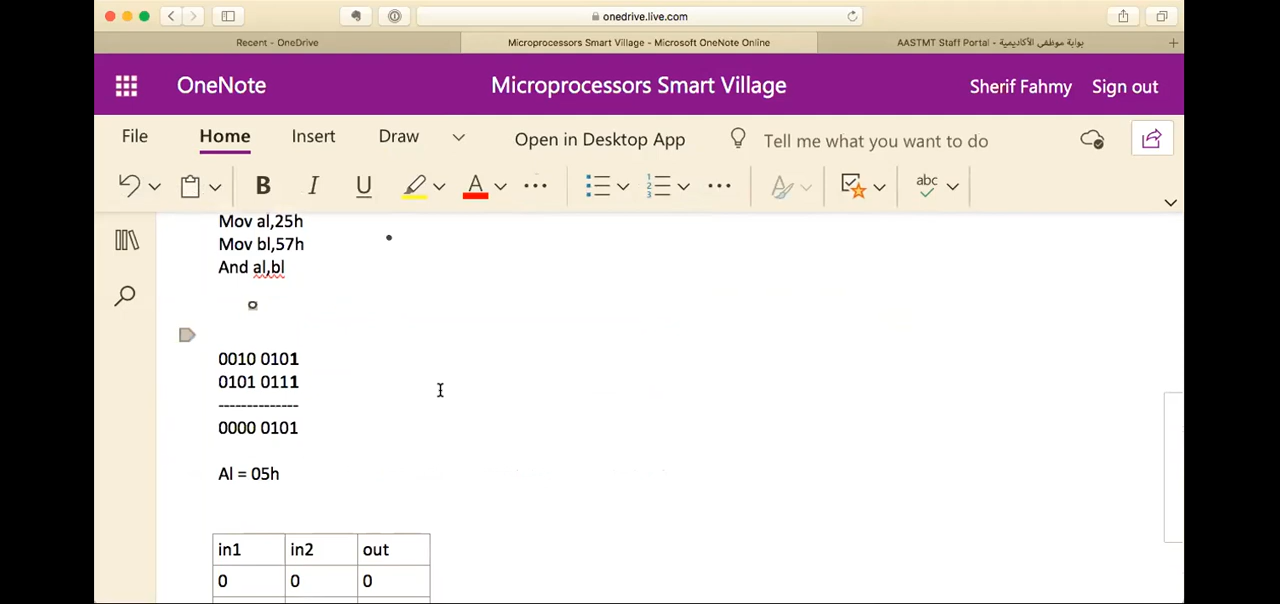 onedrive.live.com
Recent - OneDrive
Microprocessors Smart Village - Microsoft OneNote Online
AASTMT Staff Portal - بوابة موظفى الأكاديمية
OneNote
Microprocessors Smart Village
Sherif Fahmy
Sign out
File
Home
Insert
Draw
Open in Desktop App
Tell me what you want to do
B I U A abc
Mov al,25h
Mov bl,57h
And al,bl
0010 0101
0101 0111
--------------
0000 0101
Al = 05h
in1 in2 out
0 0 0